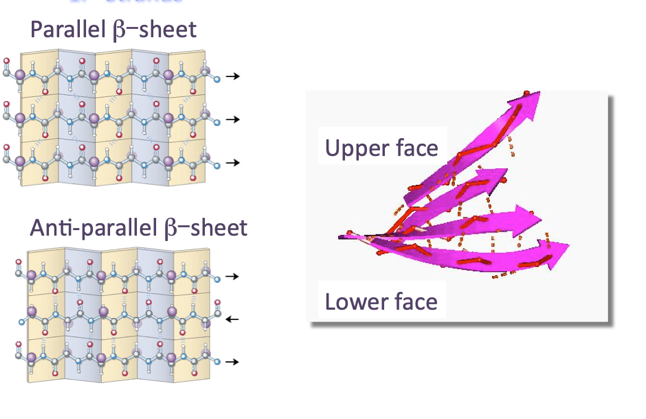 Parallel β−sheet
Anti-parallel β−sheet
Upper face
Lower face